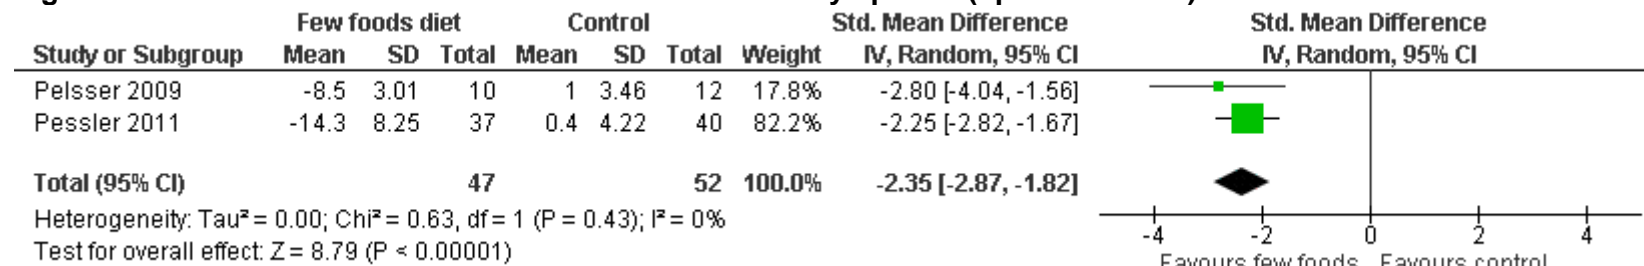 Few foods diet Control Std. Mean Difference Std. Mean Difference
Study or Subgroup Mean SD Total Mean SD Total Weight IV, Random, 95% CI IV, Random, 95% CI
Pelsser 2009 -8.5 3.01 10 1 3.46 12 17.8% -2.80 [-4.04, -1.56]
Pessler 2011 -14.3 8.25 37 0.4 4.22 40 82.2% -2.25 [-2.82, -1.67]
Total (95% CI) 47 52 100.0% -2.35 [-2.87, -1.82]
Heterogeneity: Tau² = 0.00; Chi² = 0.63, df = 1 (P = 0.43); I² = 0%
Test for overall effect: Z = 8.79 (P < 0.00001)
-4 -2 0 2 4
Favours few foods Favours control